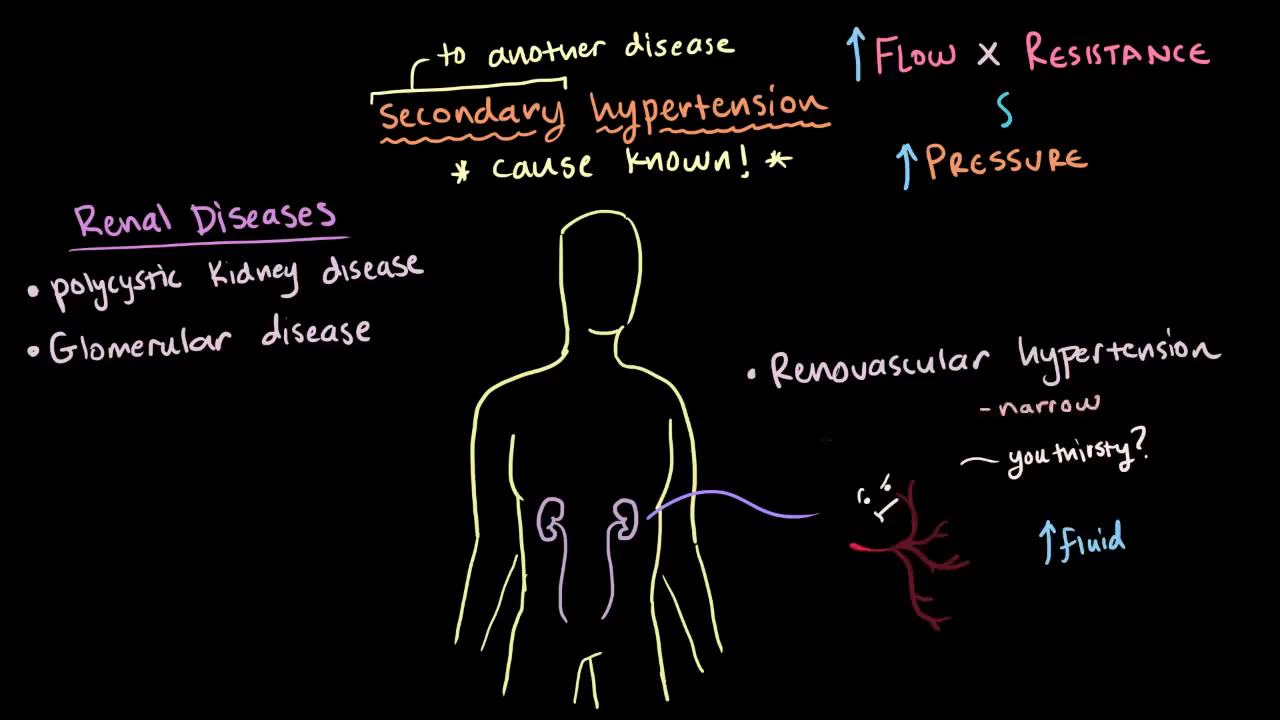 to another disease
secondary hypertension
* cause known! *
↑ FLOW x RESISTANCE
↑ PRESSURE
Renal Diseases
• polycystic Kidney disease
• Glomerular disease
• Renovascular hypertension
- narrow
you thirsty?
↑ fluid